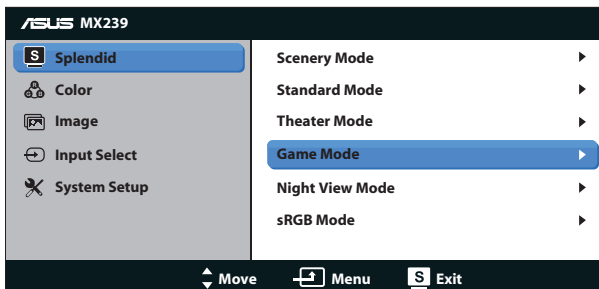 ASUS MX239
S Splendid
Color
Image
Input Select
System Setup
Scenery Mode
Standard Mode
Theater Mode
Game Mode
Night View Mode
sRGB Mode
Move Menu S Exit